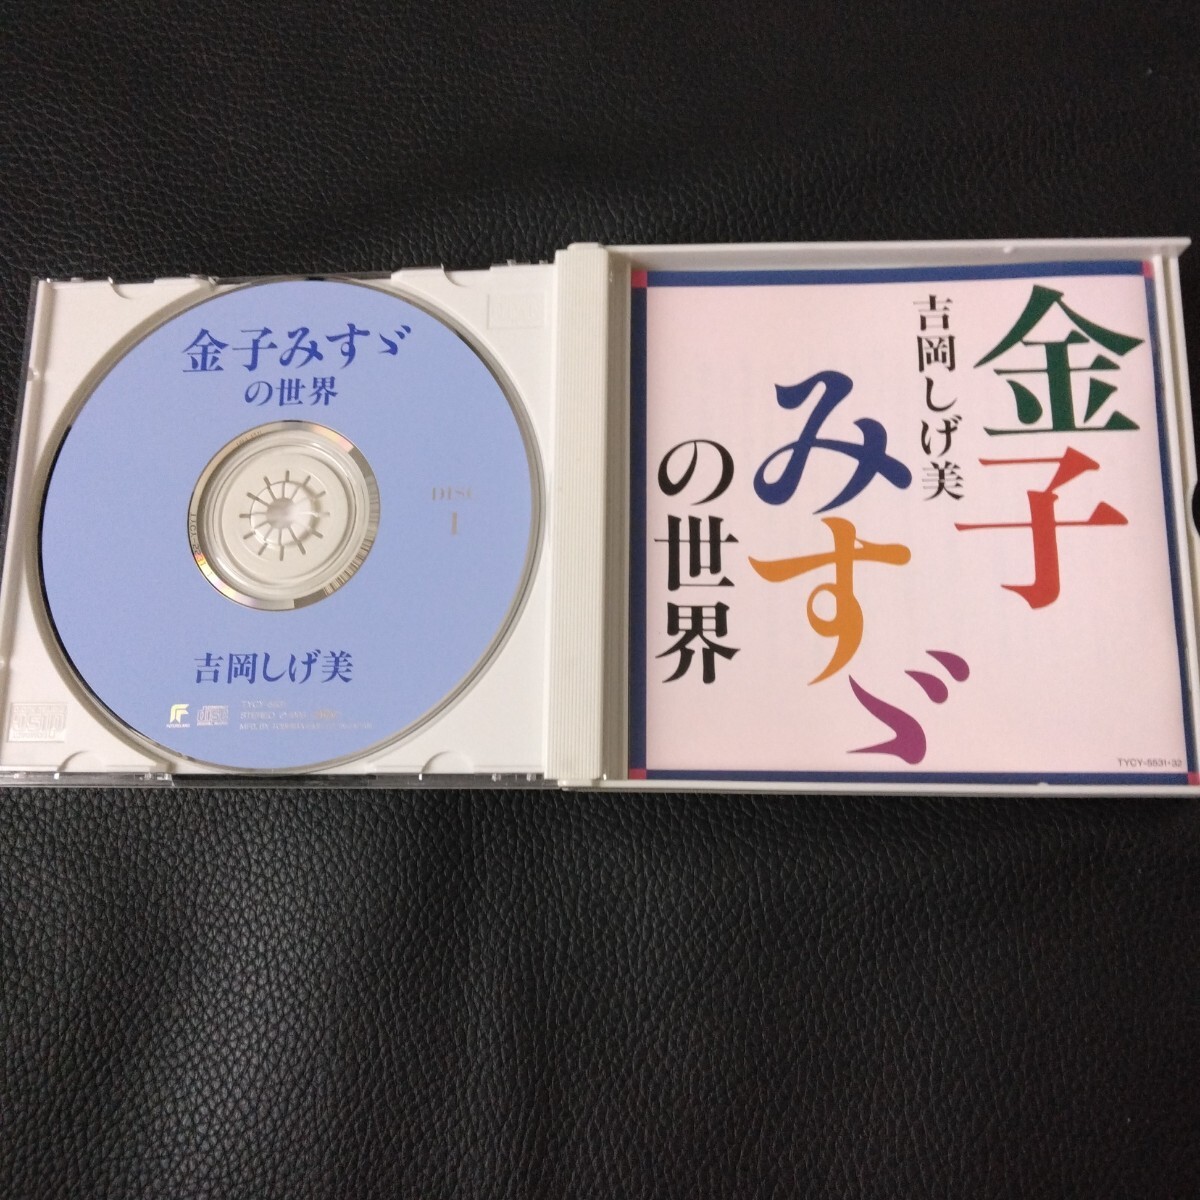 金子みすゞ
の世界
DISC
1
吉岡しげ美
STEREO
金子
みすゞ
の世界
吉岡しげ美
TYCY-5531・32